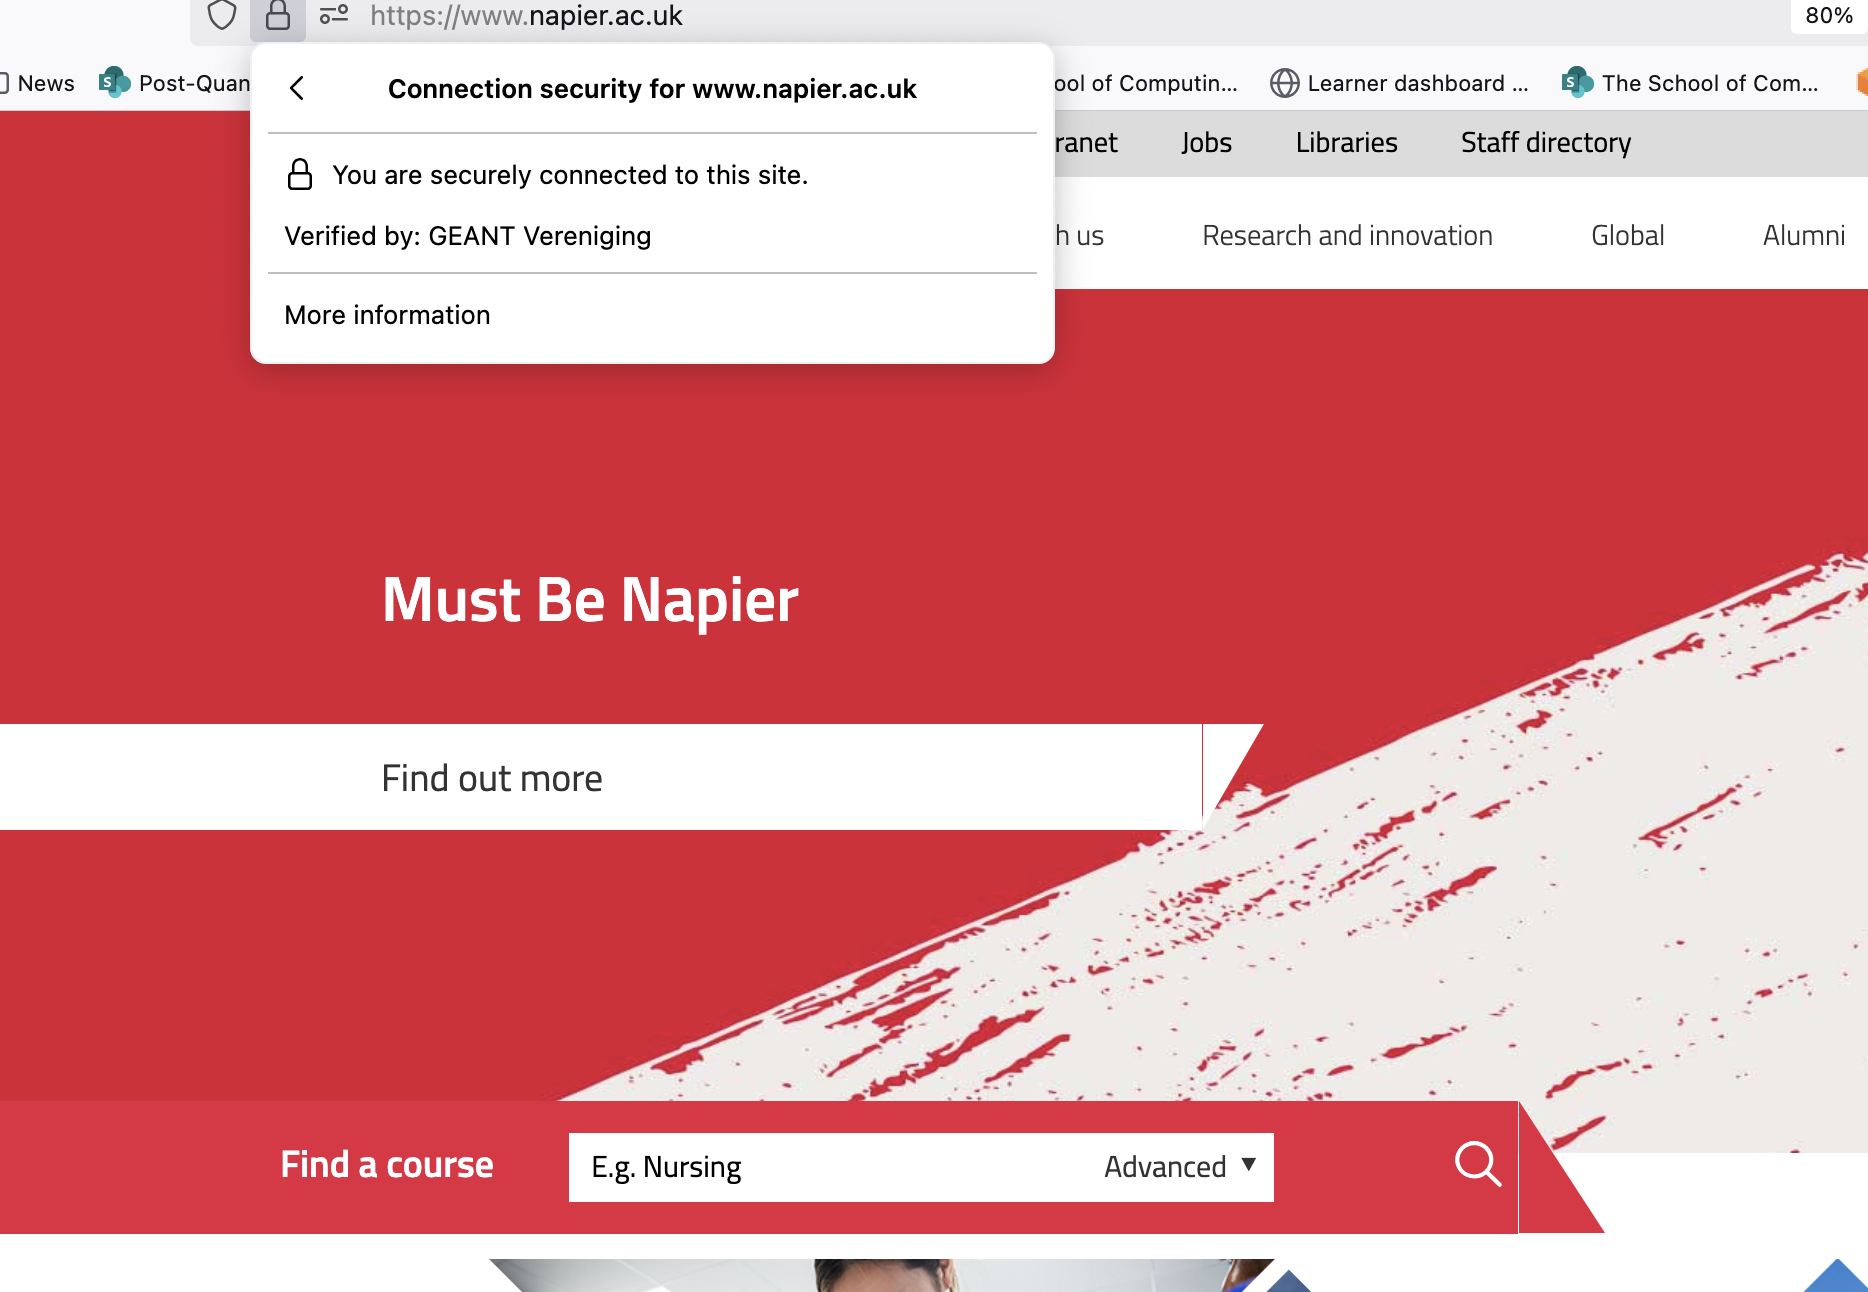 https://www.napier.ac.uk
80%
News
Post-Quan
ool of Computin...
Learner dashboard ...
The School of Com...
Connection security for www.napier.ac.uk
You are securely connected to this site.
Verified by: GEANT Vereniging
More information
ranet
Jobs
Libraries
Staff directory
h us
Research and innovation
Global
Alumni
Must Be Napier
Find out more
Find a course
E.g. Nursing
Advanced